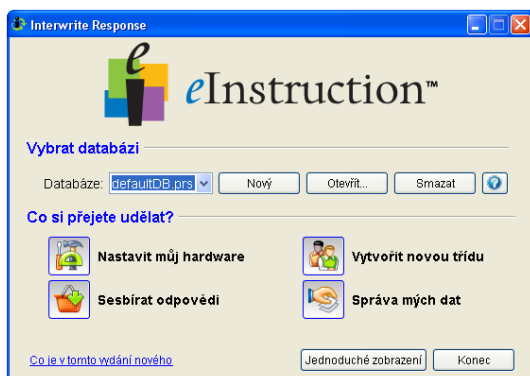 Interwrite Response
eInstruction™
Vybrat databázi
Databáze: defaultDB.prs Nový Otevřít... Smazat ?
Co si přejete udělat?
Nastavit můj hardware Vytvořit novou třídu
Sesbírat odpovědi Správa mých dat
Co je v tomto vydání nového Jednoduché zobrazení Konec